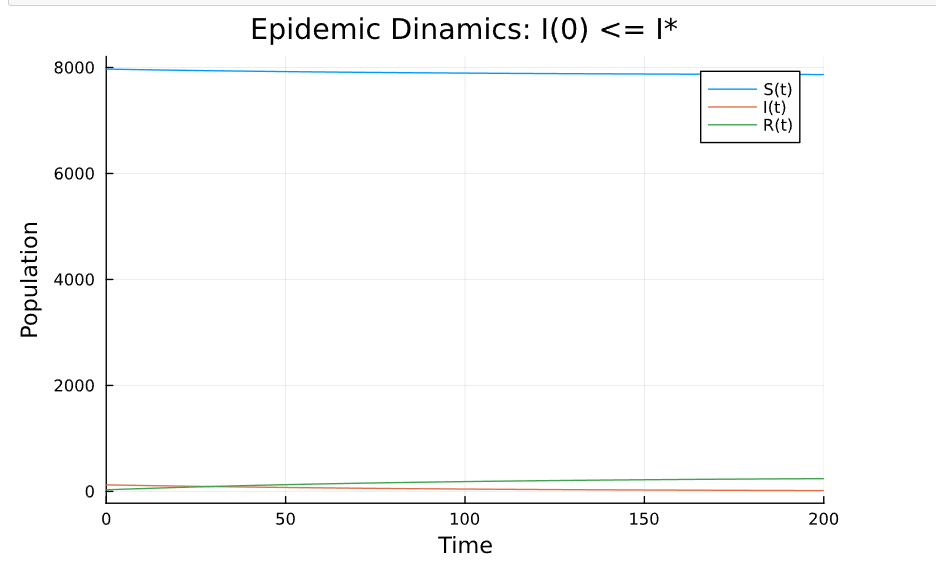 Epidemic Dinamics: I(0) <= I*
8000
6000
4000
2000
0
Population
S(t)
I(t)
R(t)
0 50 100 150 200
Time